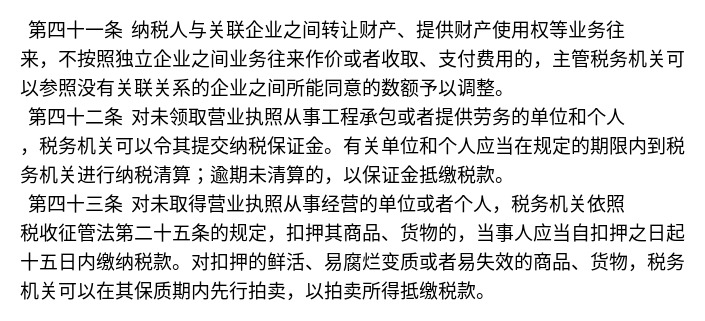 第四十一条 纳税人与关联企业之间转让财产、提供财产使用权等业务往
来，不按照独立企业之间业务往来作价或者收取、支付费用的，主管税务机关可
以参照没有关联关系的企业之间所能同意的数额予以调整。
第四十二条 对未领取营业执照从事工程承包或者提供劳务的单位和个人
，税务机关可以令其提交纳税保证金。有关单位和个人应当在规定的期限内到税
务机关进行纳税清算；逾期未清算的，以保证金抵缴税款。
第四十三条 对未取得营业执照从事经营的单位或者个人，税务机关依照
税收征管法第二十五条的规定，扣押其商品、货物的，当事人应当自扣押之日起
十五日内缴纳税款。对扣押的鲜活、易腐烂变质或者易失效的商品、货物，税务
机关可以在其保质期内先行拍卖，以拍卖所得抵缴税款。